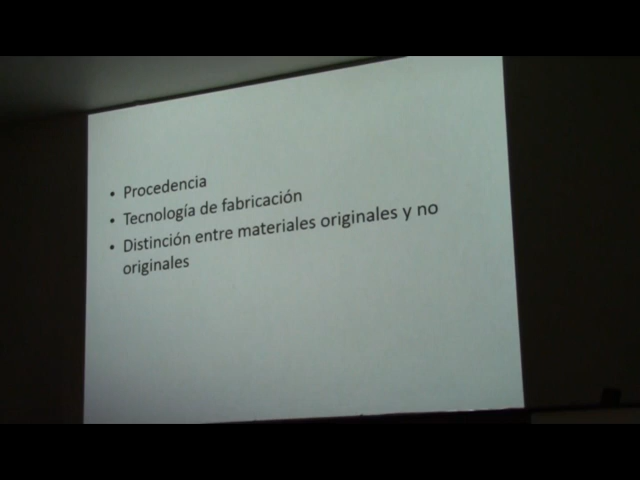 • Procedencia
• Tecnología de fabricación
• Distinción entre materiales originales y no
originales